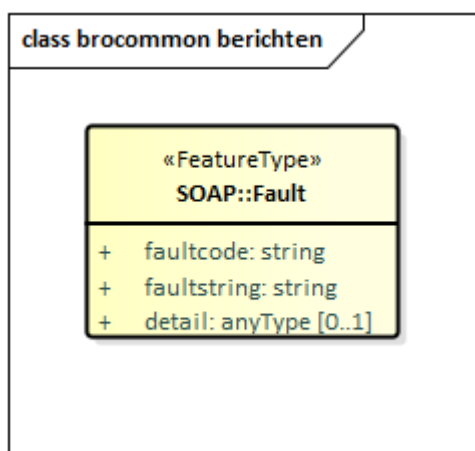 class brocommon berichten
«FeatureType»
SOAP::Fault
+ faultcode: string
+ faultstring: string
+ detail: anyType [0..1]